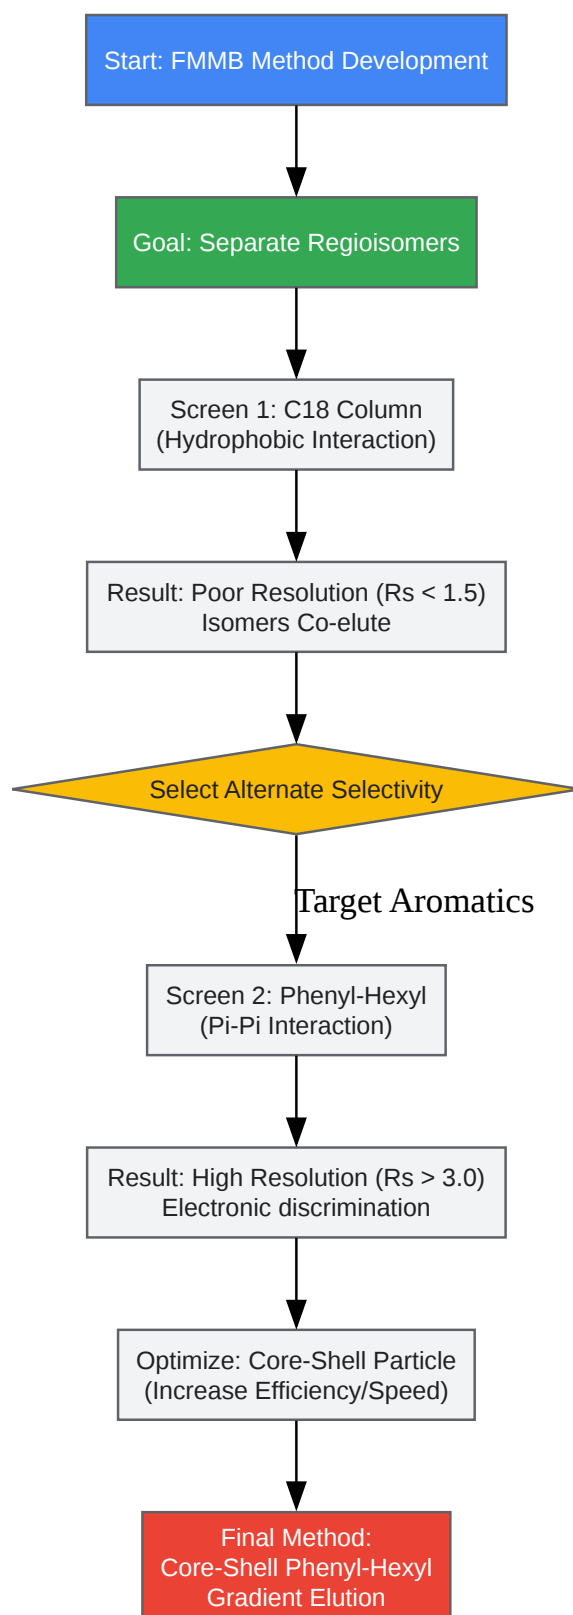 Start: FMMB Method Development
Goal: Separate Regioisomers
Screen 1: C18 Column
(Hydrophobic Interaction)
Result: Poor Resolution (Rs < 1.5)
Isomers Co-elute
Select Alternate Selectivity
Target Aromatics
Screen 2: Phenyl-Hexyl
(Pi-Pi Interaction)
Result: High Resolution (Rs > 3.0)
Electronic discrimination
Optimize: Core-Shell Particle
(Increase Efficiency/Speed)
Final Method:
Core-Shell Phenyl-Hexyl
Gradient Elution